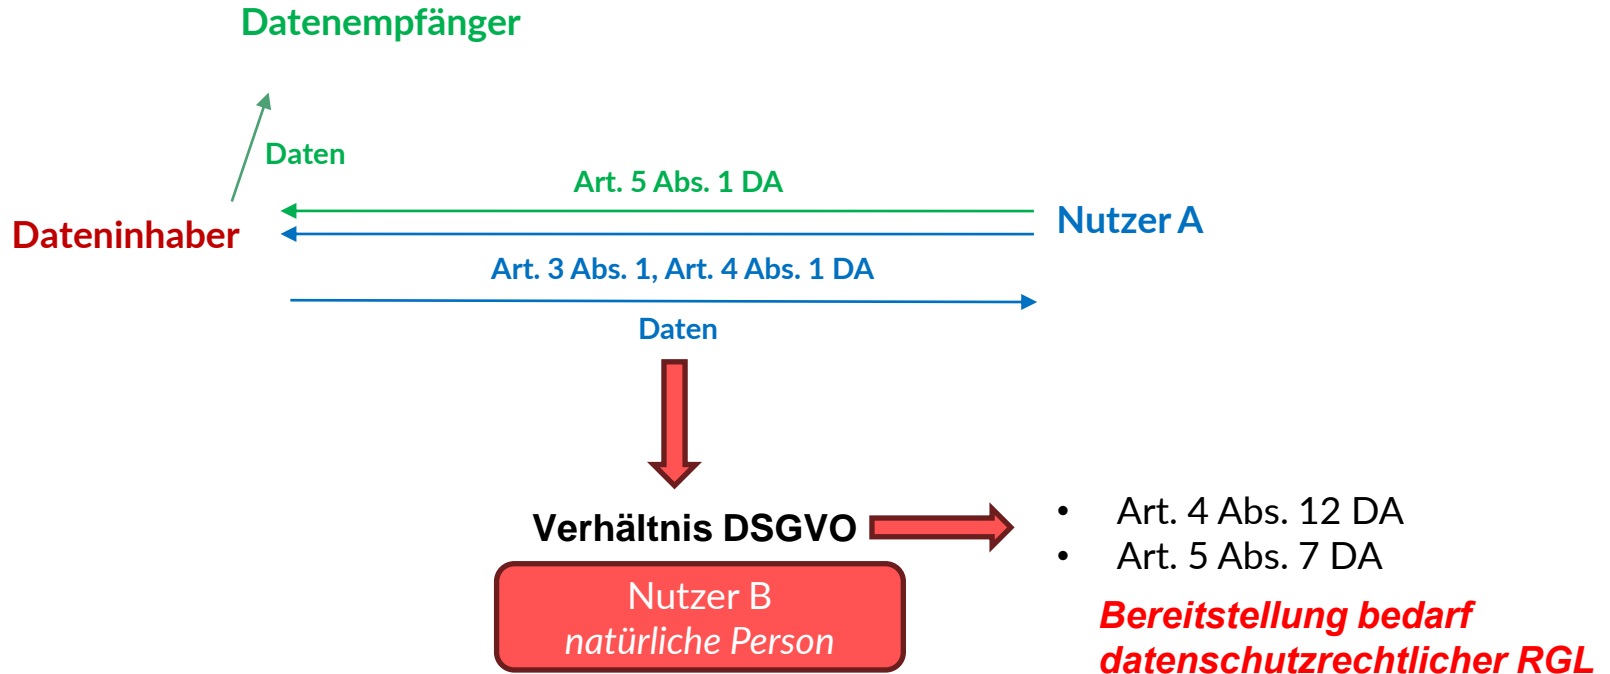 Datenempfänger
Daten
Art. 5 Abs. 1 DA
Dateninhaber
Nutzer A
Art. 3 Abs. 1, Art. 4 Abs. 1 DA
Daten
Verhältnis DSGVO
• Art. 4 Abs. 12 DA
• Art. 5 Abs. 7 DA
Nutzer B
natürliche Person
Bereitstellung bedarf
datenschutzrechtlicher RGL